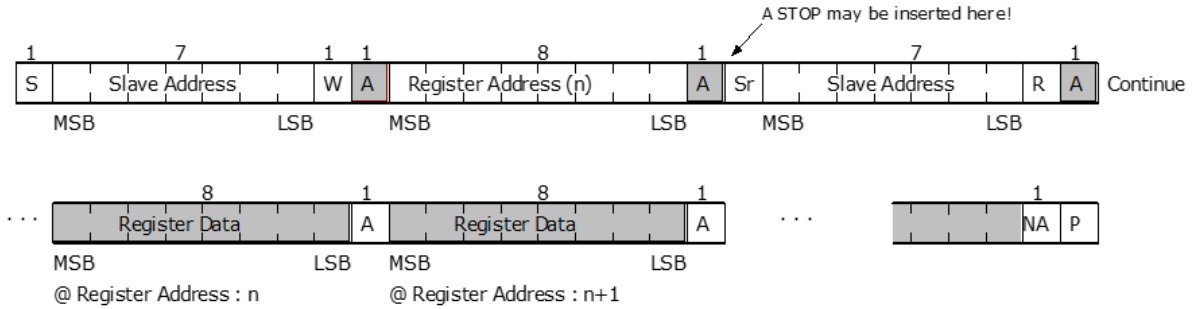 A STOP may be inserted here!
1 7 1 1 8 1 7 1
S Slave Address W A Register Address (n) A Sr Slave Address R A Continue
MSB LSB MSB LSB MSB LSB
8 1 8 1 1
. . . Register Data A Register Data A . . . NA P
MSB LSB MSB LSB
@ Register Address : n @ Register Address : n+1